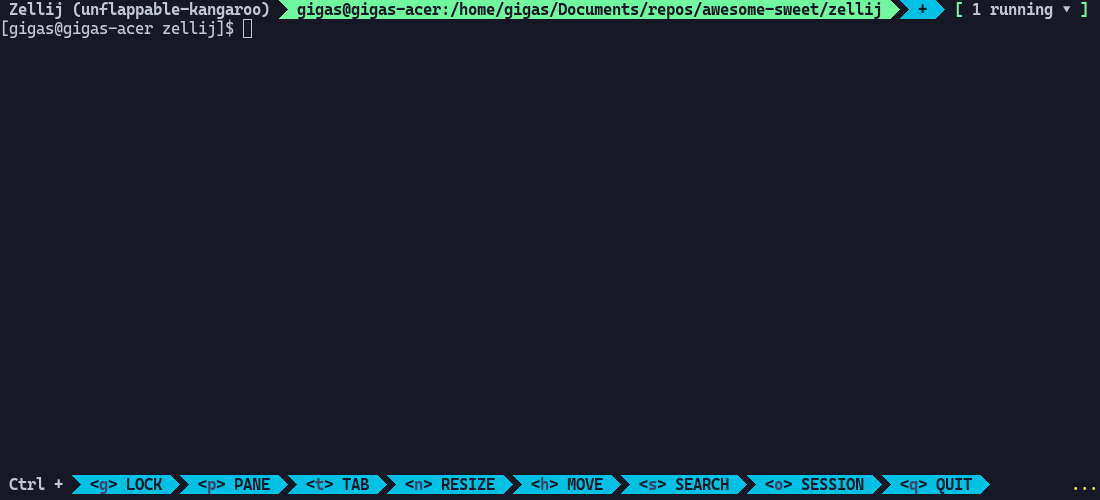 Zellij (unflappable-kangaroo) gigas@gigas-acer:/home/gigas/Documents/repos/awesome-sweet/zellij + [ 1 running ▾ ]
[gigas@gigas-acer zellij]$
Ctrl + <g> LOCK <p> PANE <t> TAB <n> RESIZE <h> MOVE <s> SEARCH <o> SESSION <q> QUIT ...